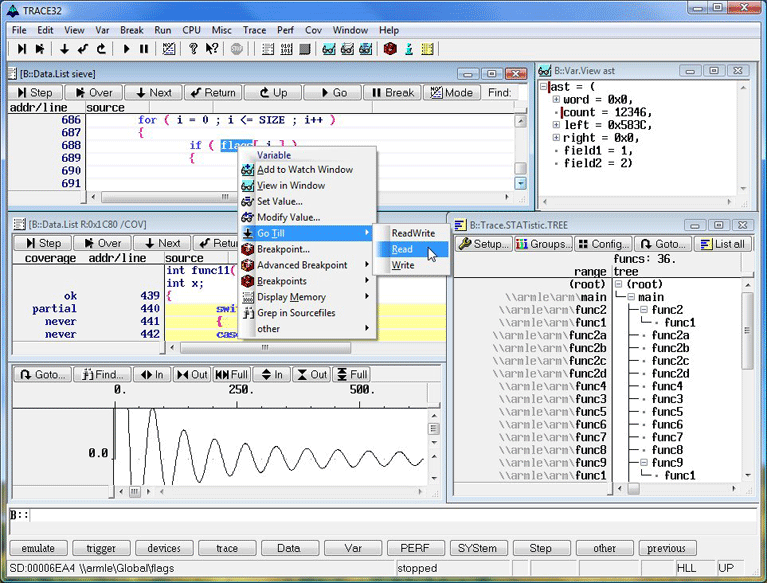 TRACE32
File Edit View Var Break Run CPU Misc Trace Perf Cov Window Help
[B::Data.List sieve]
Step Over Next Return Up Go Break Mode Find:
addr/line source
686 for ( i = 0 ; i <= SIZE ; i++ )
687 {
688 if ( flags[ i ] )
689 {
690
691
B::Var.View ast
ast = (
word = 0x0,
count = 12346,
left = 0x583C,
right = 0x0,
field1 = 1,
field2 = 2)
Variable
Add to Watch Window
View in Window
Set Value...
Modify Value...
Go Till
Breakpoint...
Advanced Breakpoint
Breakpoints
Display Memory
Grep in Sourcefiles
other
ReadWrite
Read
Write
[B::Data.List R:0x1C80 /COV]
Step Over Next Retu
coverage addr/line source
int func11(
int x;
ok 439 {
partial 440 swi
never 441 {
never 442 cas
B::Trace.STATistic.TREE
Setup... Groups... Config... Goto... List all
funcs: 36.
range tree
(root) (root)
\\armle\arm\main main
\\armle\arm\func2 func2
\\armle\arm\func1 func1
\\armle\arm\func2a func2a
\\armle\arm\func2b func2b
\\armle\arm\func2c func2c
\\armle\arm\func2d func2d
\\armle\arm\func4 func4
\\armle\arm\func3 func3
\\armle\arm\func5 func5
\\armle\arm\func6 func6
\\armle\arm\func7 func7
\\armle\arm\func8 func8
\\armle\arm\func9 func9
\\armle\arm\func1 func1
Goto... Find... In Out Full In Out Full
0. 250. 500.
0.0
B::
emulate trigger devices trace Data Var PERF SYStem Step other previous
SD:00006EA4 \\armle\Global\flags stopped HLL UP